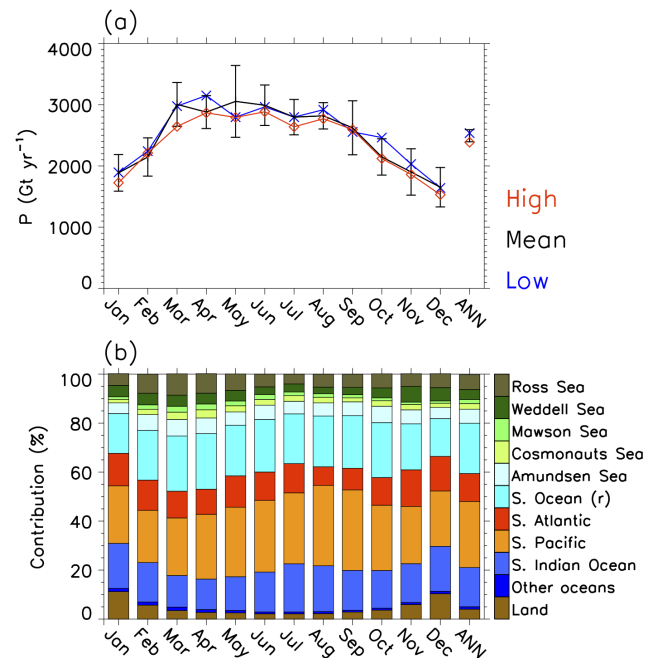 (a)
4000
3000
2000
1000
0
P (Gt yr⁻¹)
High
Mean
Low
Jan Feb Mar Apr May Jun Jul Aug Sep Oct Nov Dec ANN
(b)
100
80
60
40
20
0
Contribution (%)
Ross Sea
Weddell Sea
Mawson Sea
Cosmonauts Sea
Amundsen Sea
S. Ocean (r)
S. Atlantic
S. Pacific
S. Indian Ocean
Other oceans
Land
Jan Feb Mar Apr May Jun Jul Aug Sep Oct Nov Dec ANN